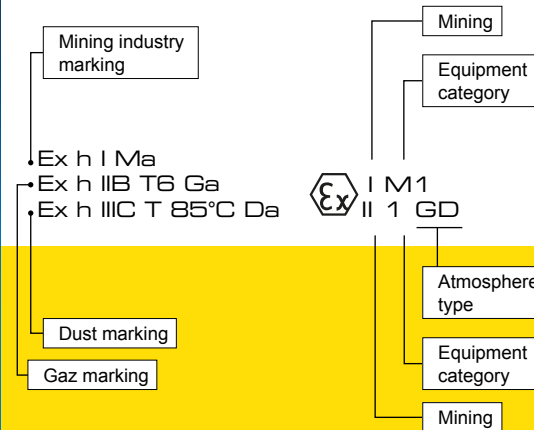 Mining
Mining industry
marking
Equipment
category
Ex h I Ma
Ex h IIB T6 Ga
Ex h IIIC T 85°C Da
Ex
I M1
II 1 GD
Atmosphere
type
Dust marking
Equipment
category
Gaz marking
Mining